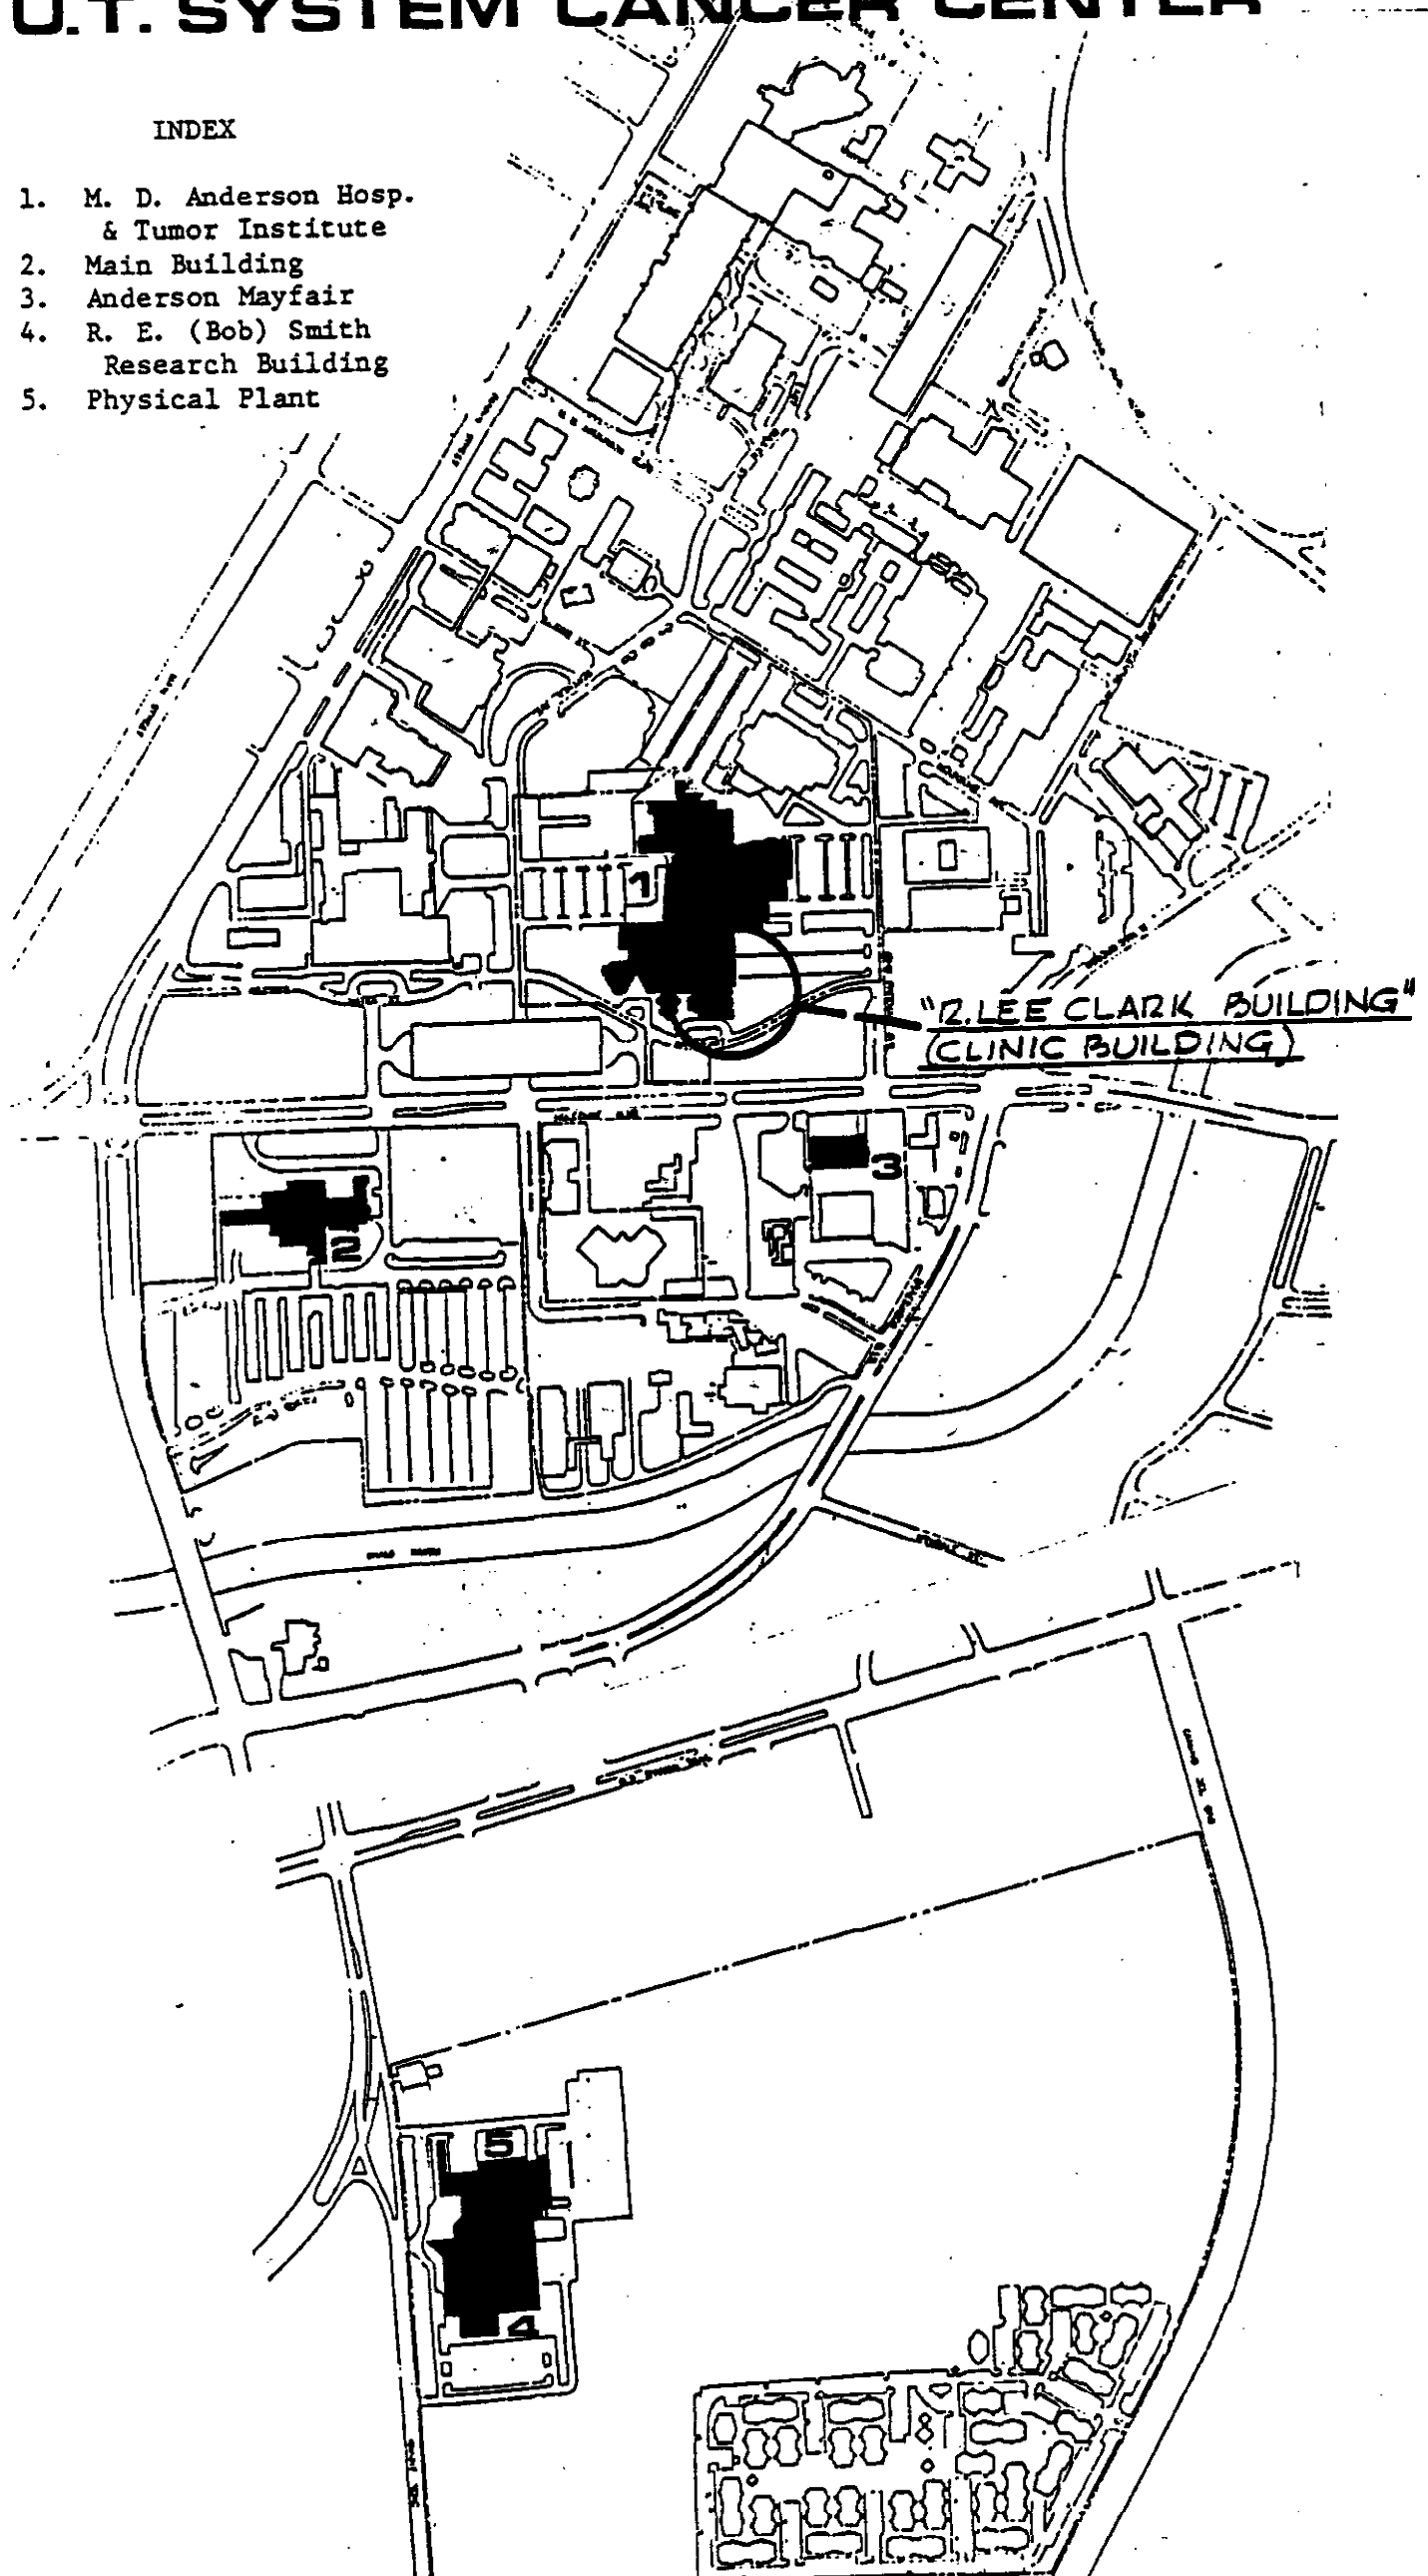 U.T. SYSTEM CANCER CENTER
INDEX
1. M. D. Anderson Hosp.
& Tumor Institute
2. Main Building
3. Anderson Mayfair
4. R. E. (Bob) Smith
Research Building
5. Physical Plant
1
"R. LEE CLARK BUILDING"
(CLINIC BUILDING)
3
2
5
4